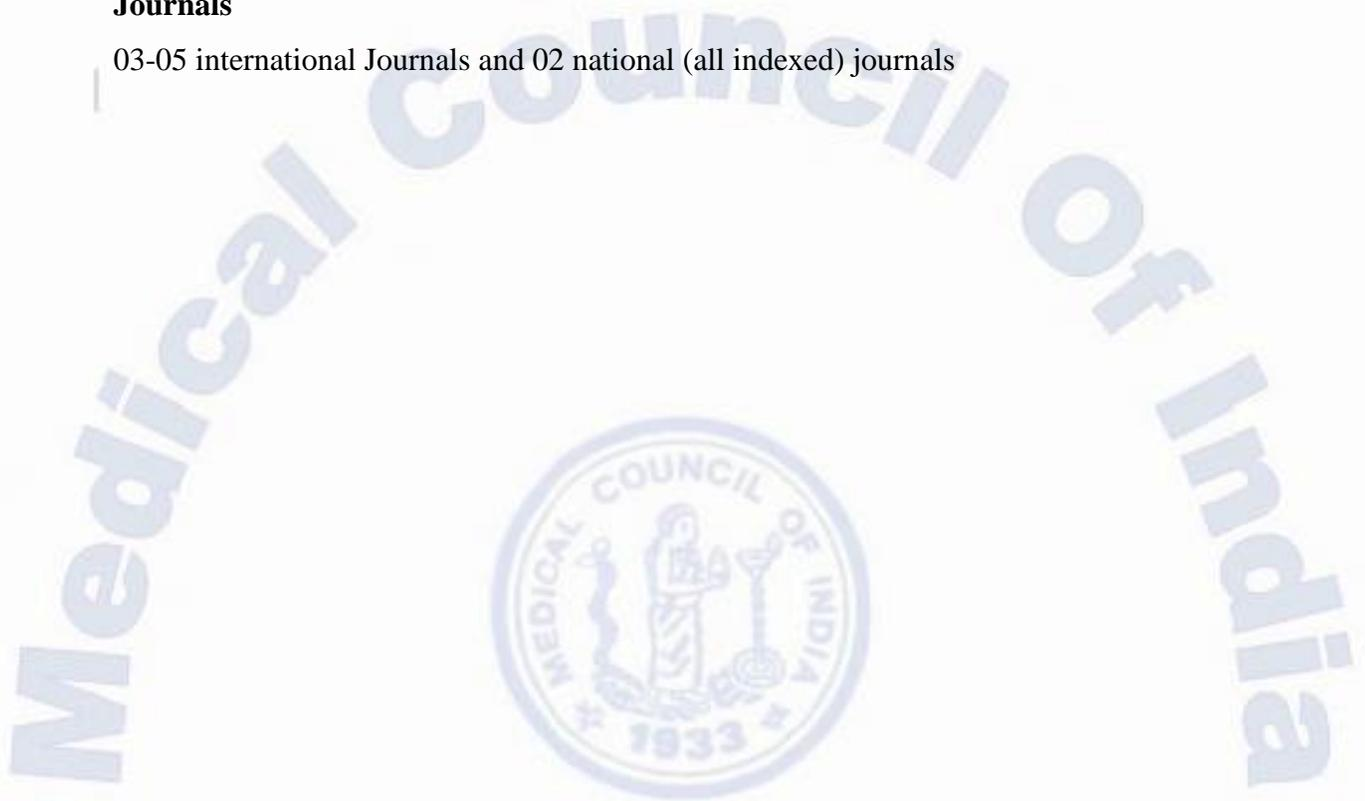 Journals
03-05 international Journals and 02 national (all indexed) journals
Medical Council Of India
MEDICAL COUNCIL OF INDIA
1933